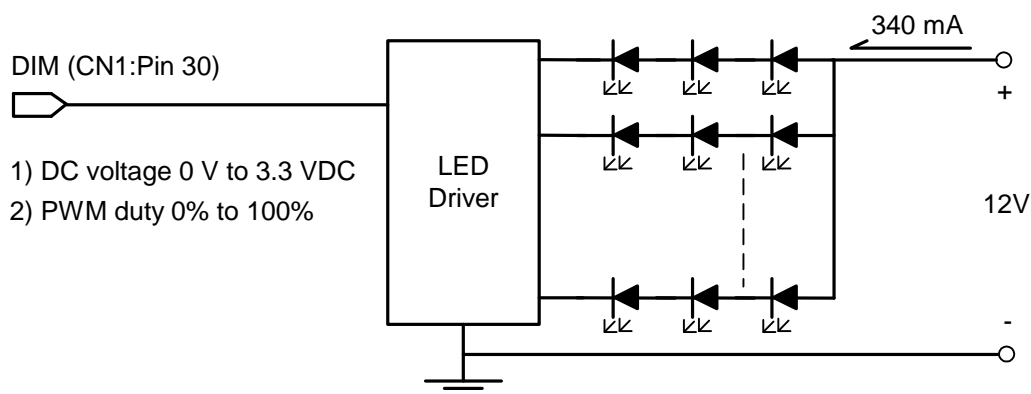 340 mA
DIM (CN1:Pin 30)
+
1) DC voltage 0 V to 3.3 VDC
2) PWM duty 0% to 100%
LED
Driver
12V
-